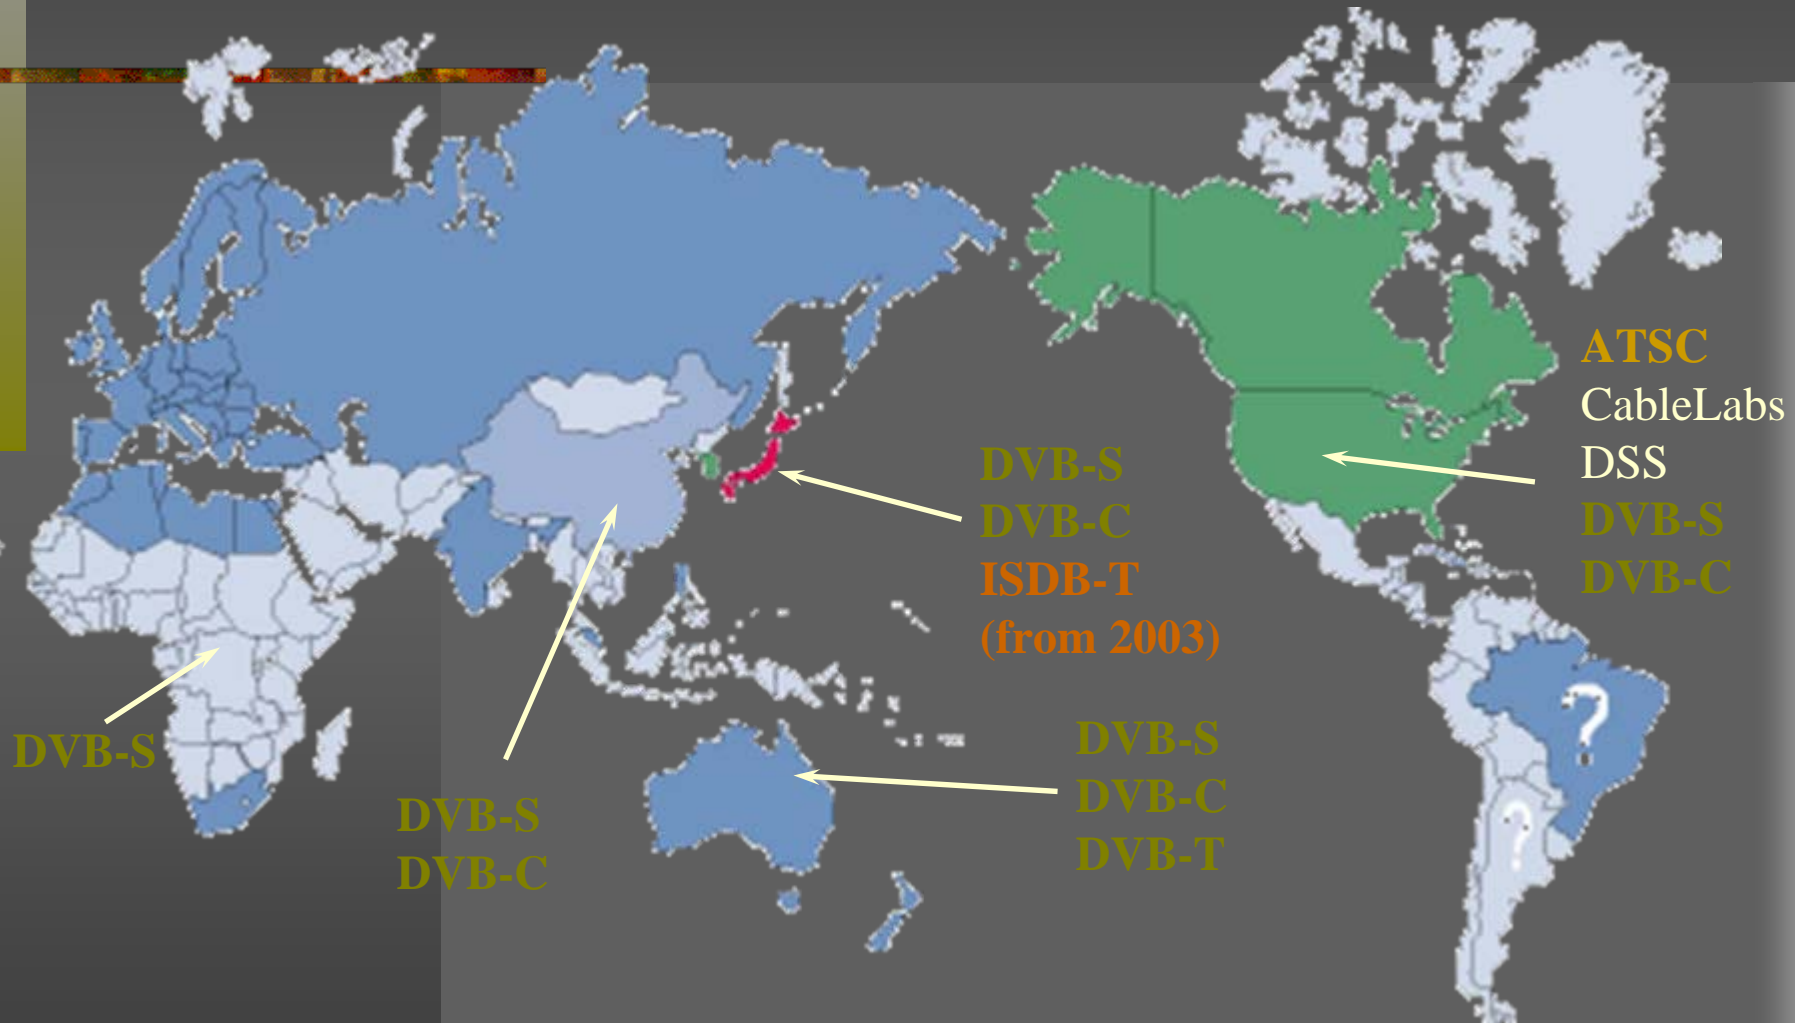 DVB-S
DVB-S
DVB-C
DVB-S
DVB-C
ISDB-T
(from 2003)
DVB-S
DVB-C
DVB-T
ATSC
CableLabs
DSS
DVB-S
DVB-C
?
?